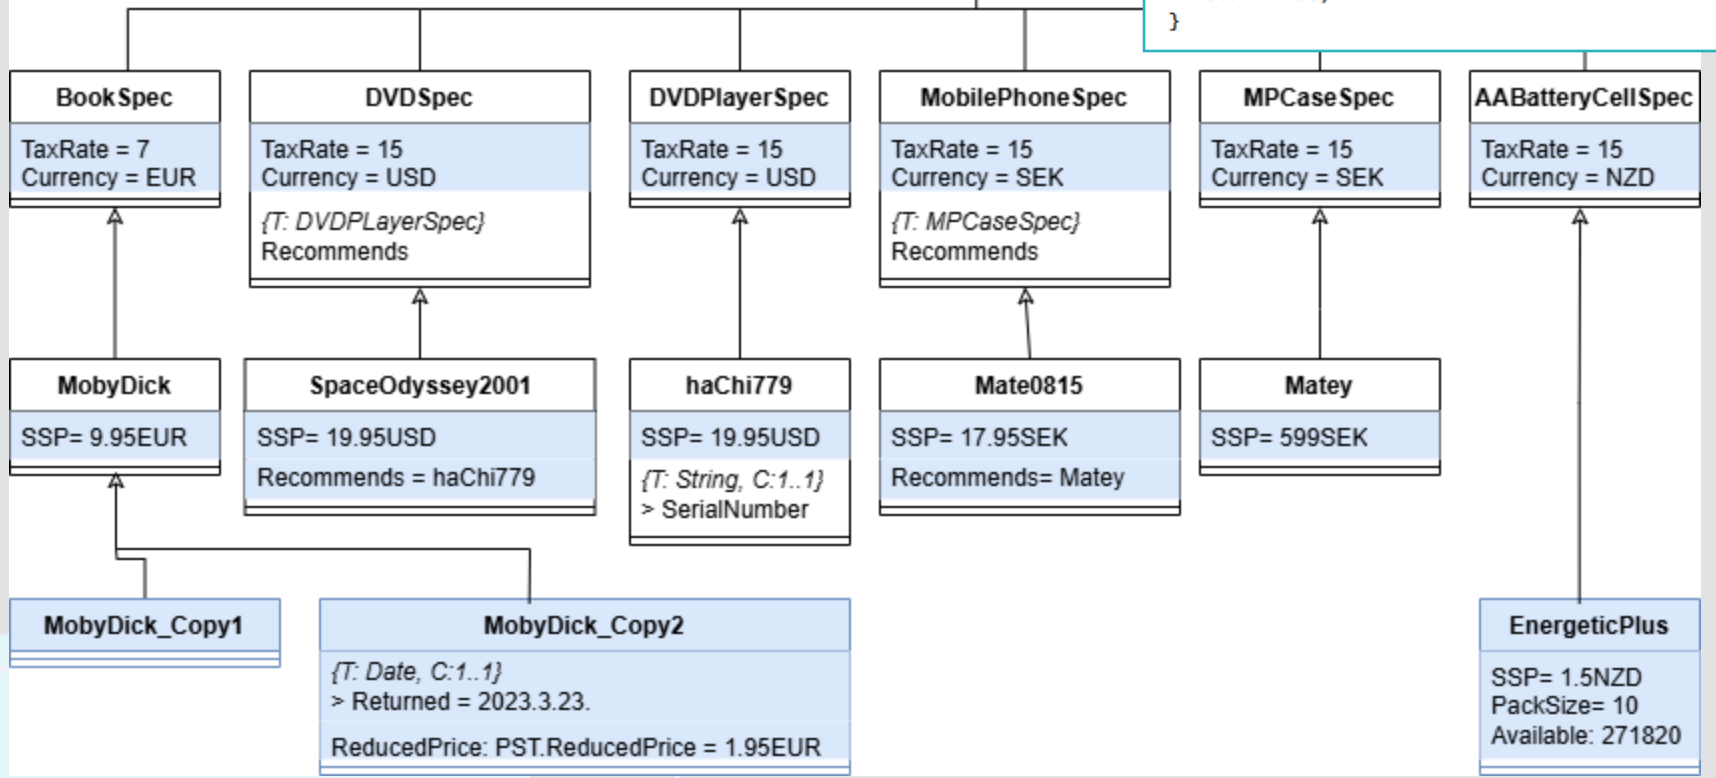 }
BookSpec
TaxRate = 7
Currency = EUR
DVDSpec
TaxRate = 15
Currency = USD
{T: DVDPLayerSpec}
Recommends
DVDPlayerSpec
TaxRate = 15
Currency = USD
MobilePhoneSpec
TaxRate = 15
Currency = SEK
{T: MPCaseSpec}
Recommends
MPCaseSpec
TaxRate = 15
Currency = SEK
AABatteryCellSpec
TaxRate = 15
Currency = NZD
MobyDick
SSP= 9.95EUR
SpaceOdyssey2001
SSP= 19.95USD
Recommends = haChi779
haChi779
SSP= 19.95USD
{T: String, C:1..1}
> SerialNumber
Mate0815
SSP= 17.95SEK
Recommends= Matey
Matey
SSP= 599SEK
MobyDick_Copy1
MobyDick_Copy2
{T: Date, C:1..1}
> Returned = 2023.3.23.
ReducedPrice: PST.ReducedPrice = 1.95EUR
EnergeticPlus
SSP= 1.5NZD
PackSize= 10
Available: 271820